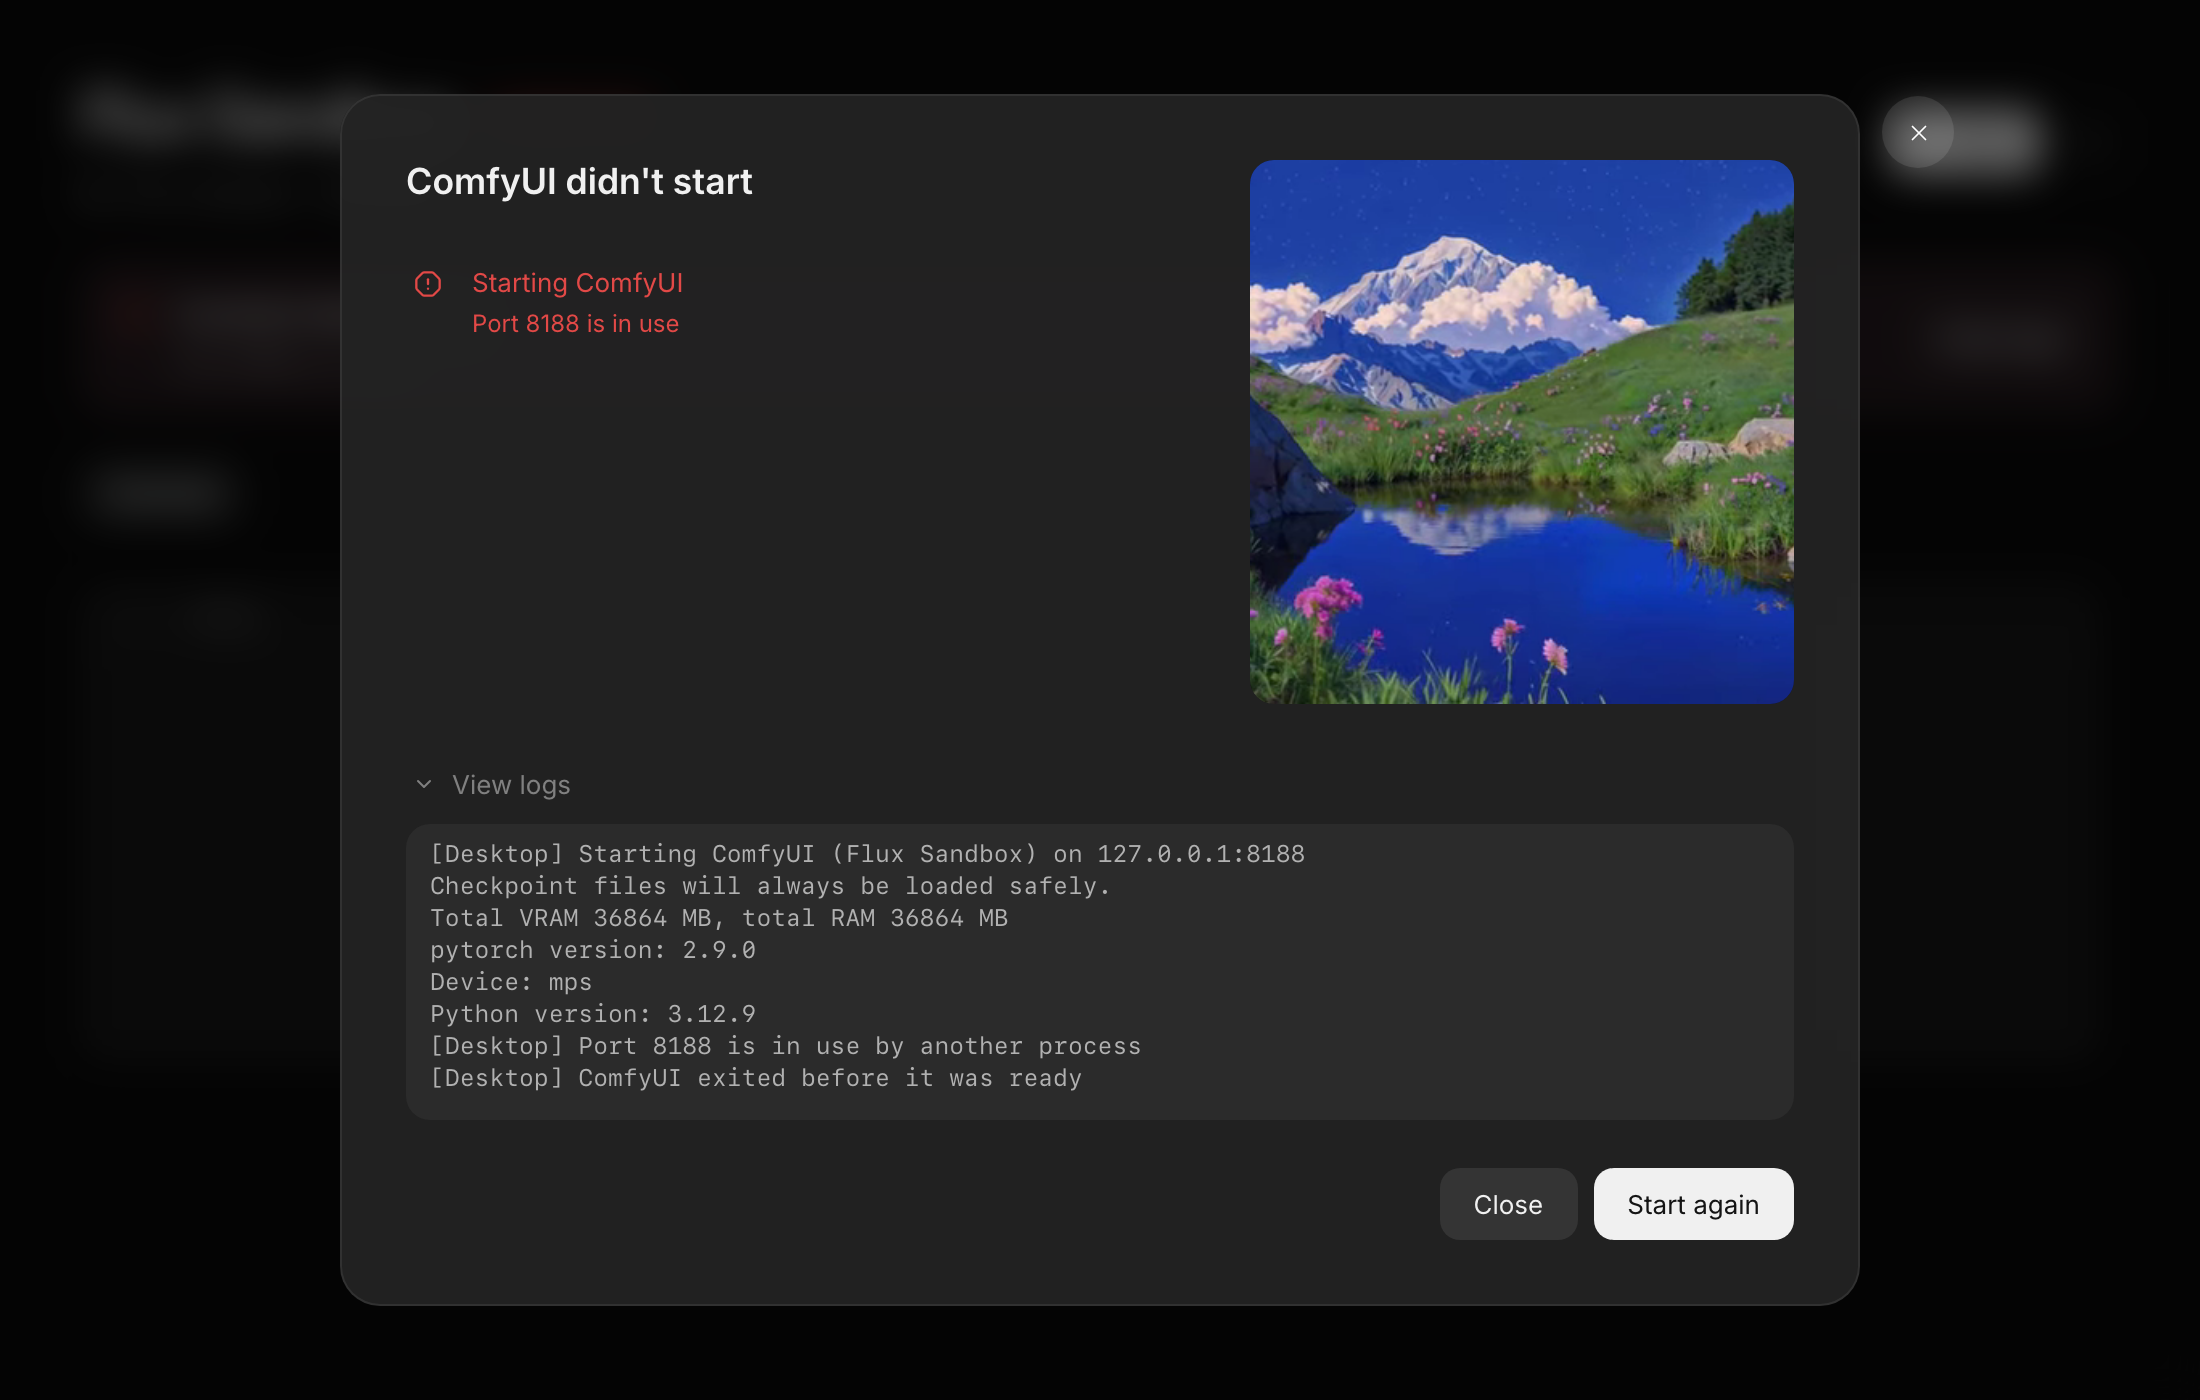 ComfyUI didn't start
Starting ComfyUI
Port 8188 is in use
View logs
[Desktop] Starting ComfyUI (Flux Sandbox) on 127.0.0.1:8188
Checkpoint files will always be loaded safely.
Total VRAM 36864 MB, total RAM 36864 MB
pytorch version: 2.9.0
Device: mps
Python version: 3.12.9
[Desktop] Port 8188 is in use by another process
[Desktop] ComfyUI exited before it was ready
Close
Start again